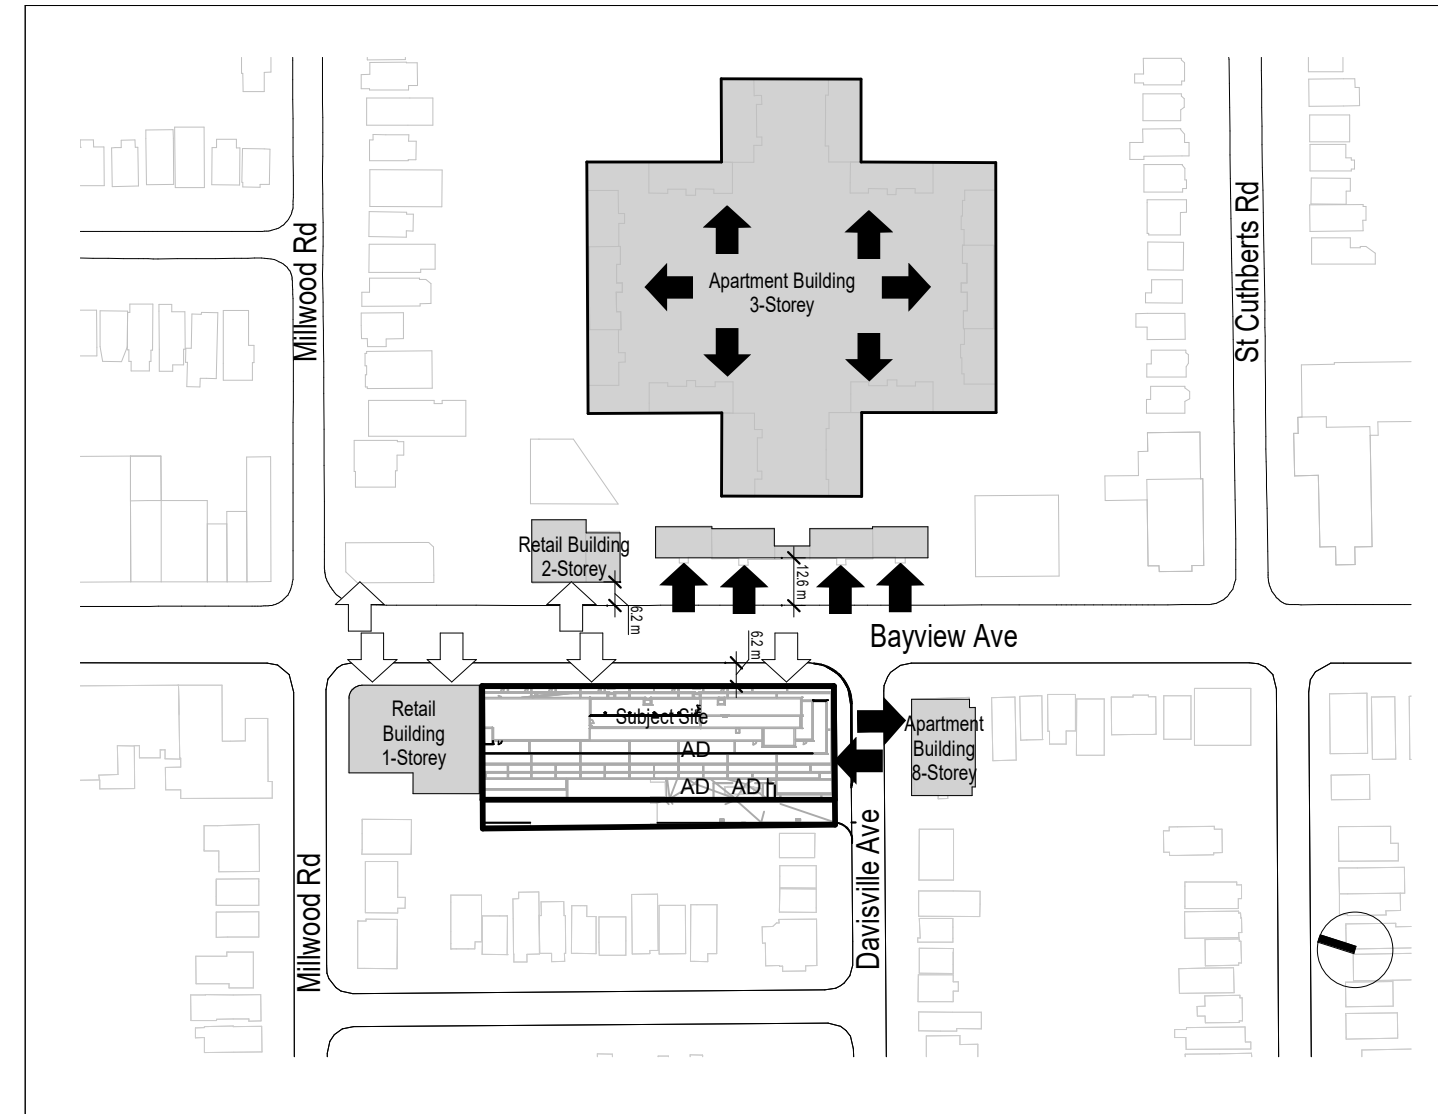 Millwood Rd
St Cuthberts Rd
Apartment Building
3-Storey
Retail Building
2-Storey
12.6 m
6.2 m
Bayview Ave
6.2 m
Retail
Building
1-Storey
Subject Site
AD
AD
AD
Apartment
Building
8-Storey
Millwood Rd
Davisville Ave